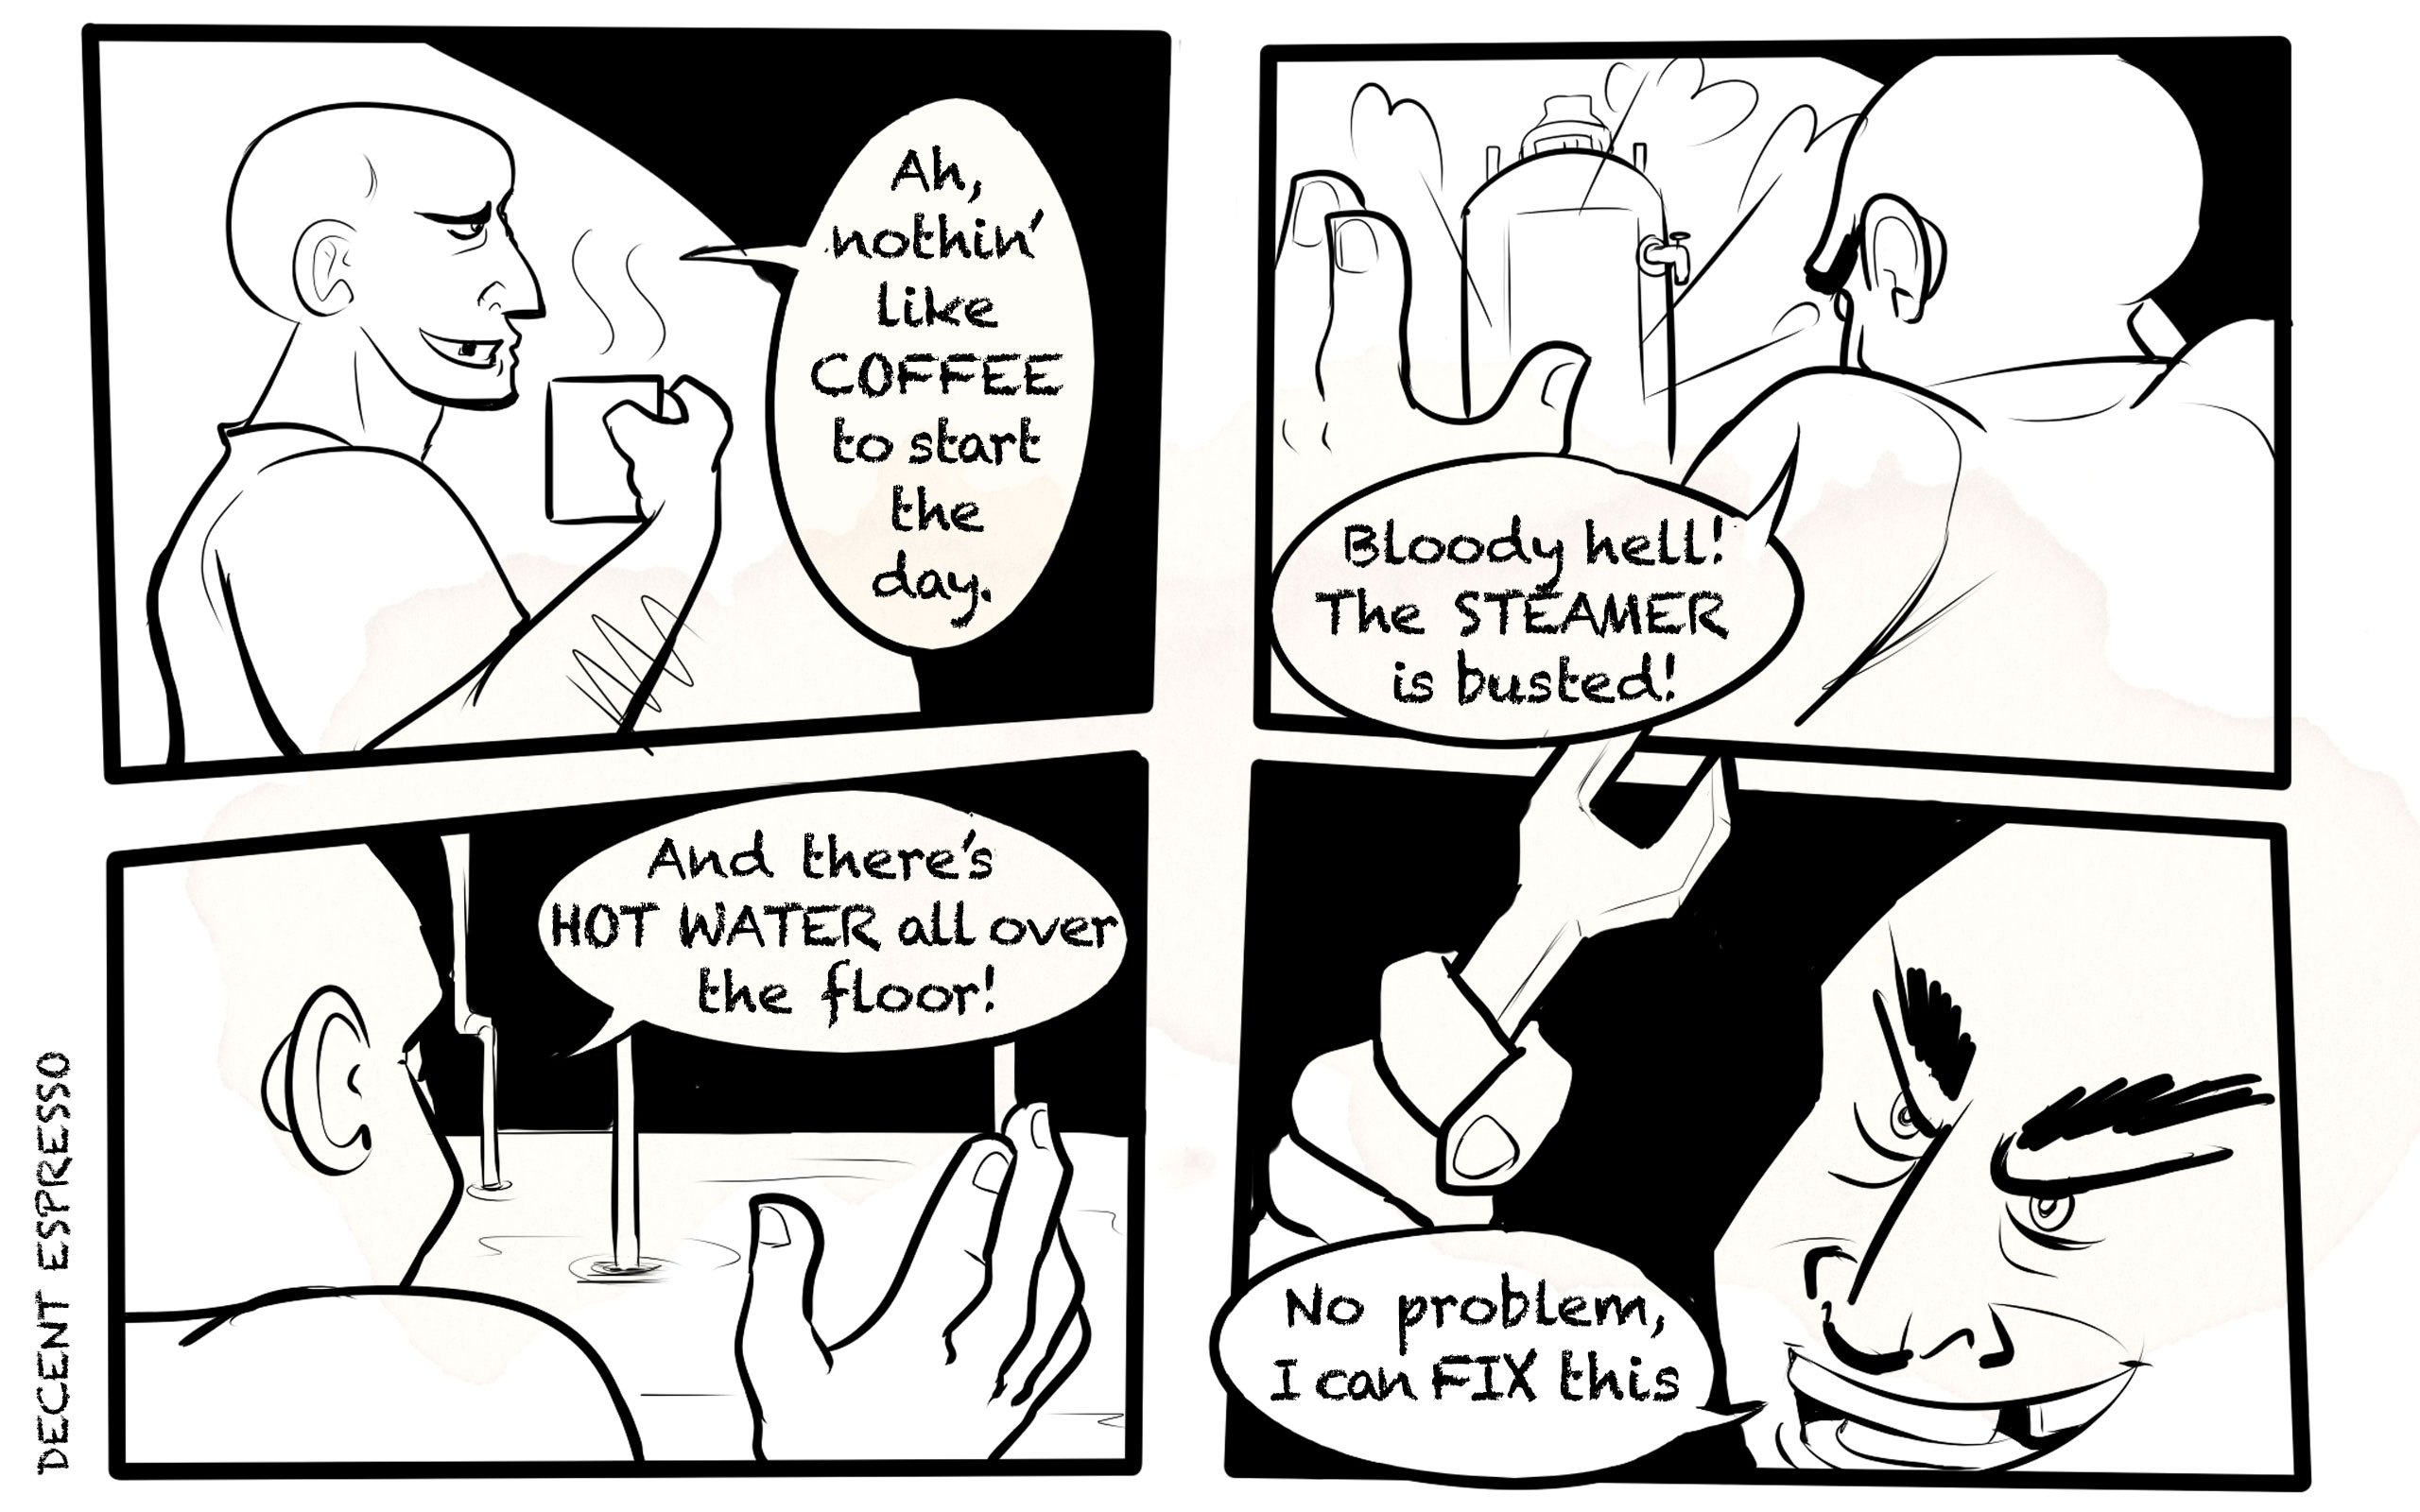 Ah,
nothin'
like
COFFEE
to start
the
day.
Bloody hell!
The STEAMER
is busted!
And there's
HOT WATER all over
the floor!
No problem,
I can FIX this
DECENT ESPRESSO